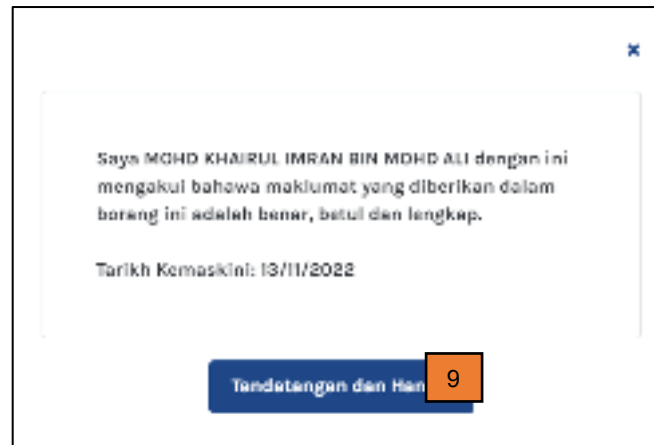 Saya MOHD KHAIRUL IMRAN BIN MOHD ALI dengan ini
mengakui bahawa maklumat yang diberikan dalam
borang ini adalah benar, betul dan lengkap.
Tarikh Kemaskini: 13/11/2022
Tandatangan dan
9